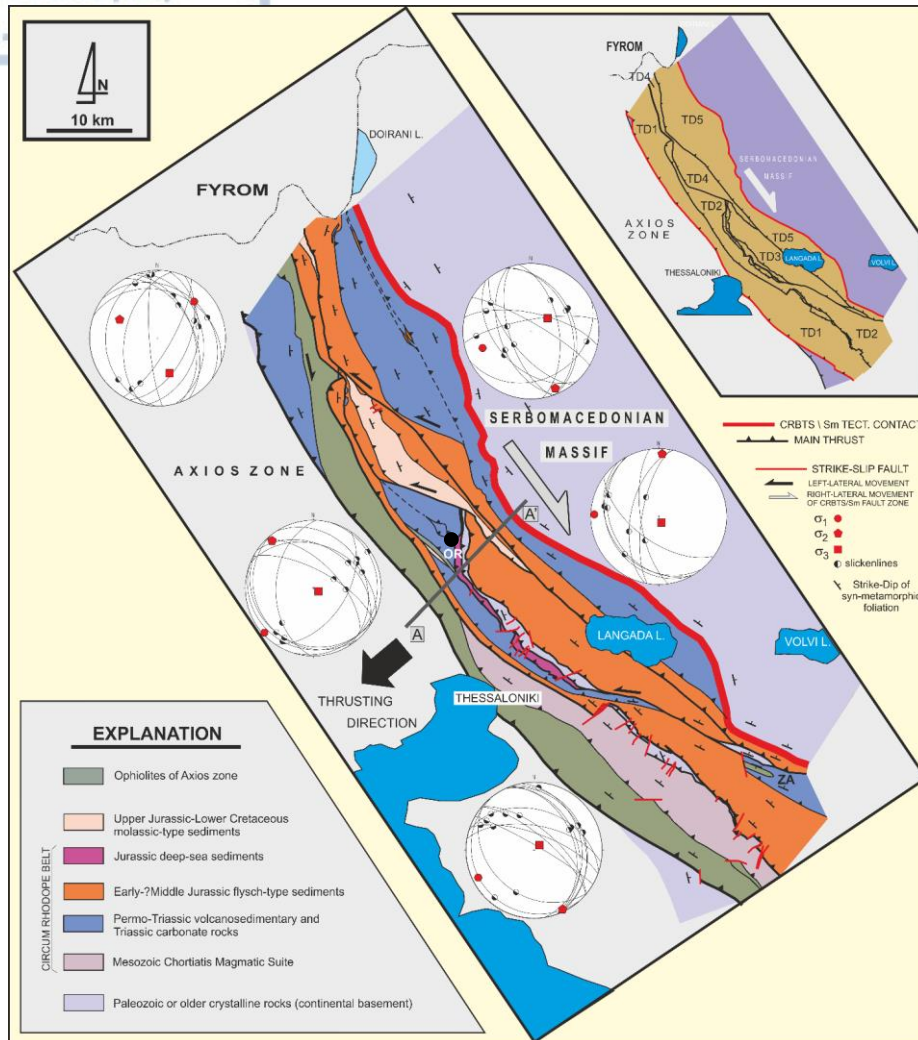 N
10 km
DOIRANI L.
FYROM
AXIOS ZONE
SERBOMACEDONIAN
MASSIF
A'
OR
A
LANGADA L.
VOLVI L.
THESSALONIKI
THRUSTING
DIRECTION
ZA
FYROM
TD4
TD1
TD5
SERBOMACEDONIAN
MASSIF
TD4
TD2
AXIOS
ZONE
TD5
TD3
LANGADA L.
VOLVI L.
THESSALONIKI
TD1
TD2
CRBTS \ Sm TECT. CONTACT
MAIN THRUST
STRIKE-SLIP FAULT
LEFT-LATERAL MOVEMENT
RIGHT-LATERAL MOVEMENT
OF CRBTS/Sm FAULT ZONE
σ1
σ2
σ3
slickenlines
Strike-Dip of
syn-metamorphic
foliation
EXPLANATION
Ophiolites of Axios zone
Upper Jurassic-Lower Cretaceous
molassic-type sediments
Jurassic deep-sea sediments
Early-?Middle Jurassic flysch-type sediments
Permo-Triassic volcanosedimentary and
Triassic carbonate rocks
Mesozoic Chortiatis Magmatic Suite
Paleozoic or older crystalline rocks (continental basement)
CIRCUM RHODOPE BELT